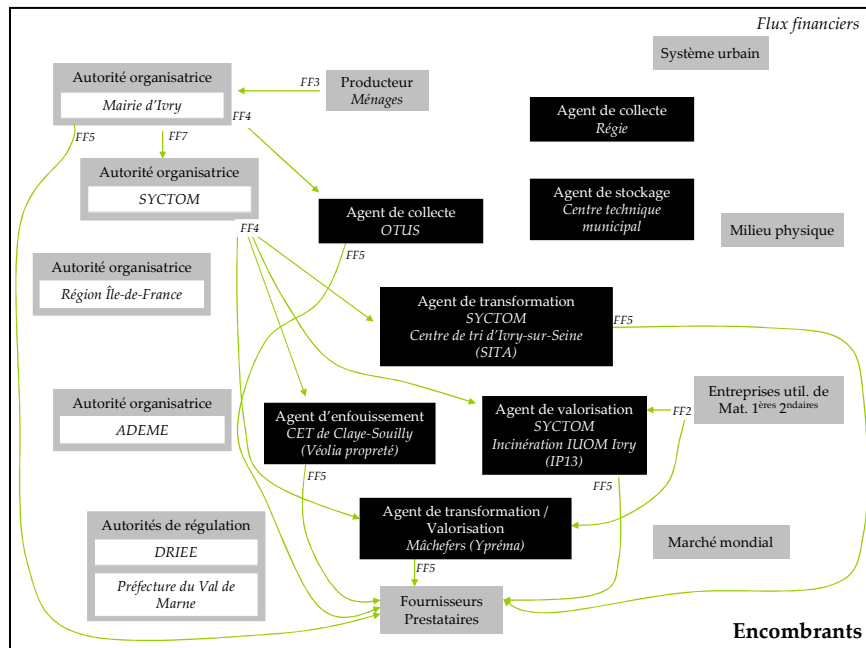 Flux financiers
Système urbain
Autorité organisatrice
Mairie d'Ivry
FF3
Producteur
Ménages
FF5
FF7
FF4
Agent de collecte
Régie
Autorité organisatrice
SYCTOM
Agent de collecte
OTUS
Agent de stockage
Centre technique
municipal
Milieu physique
FF4
FF5
Autorité organisatrice
Région Île-de-France
Agent de transformation
SYCTOM
Centre de tri d'Ivry-sur-Seine
(SITA)
FF5
Autorité organisatrice
ADEME
Agent d'enfouissement
CET de Claye-Souilly
(Véolia propreté)
Agent de valorisation
SYCTOM
Incinération IUOM Ivry
(IP13)
FF2
Entreprises util. de
Mat. 1ères 2ndaires
FF5
FF5
Autorités de régulation
DRIEE
Préfecture du Val de
Marne
Agent de transformation /
Valorisation
Mâchefers (Ypréma)
Marché mondial
FF5
Fournisseurs
Prestataires
Encombrants